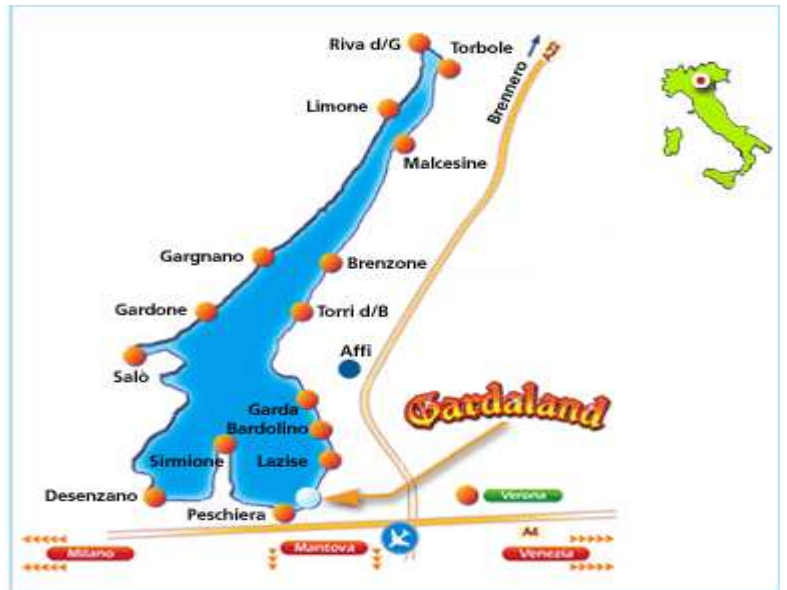 Riva d/G
Torbole
Brennero
Limone
Malcesine
Gargnano
Brenzone
Gardone
Torri d/B
Affi
Salò
Gardaland
Garda
Bardolino
Sirmione
Lazise
Desenzano
Verona
Peschiera
A4
Milano
Mantova
Venezia